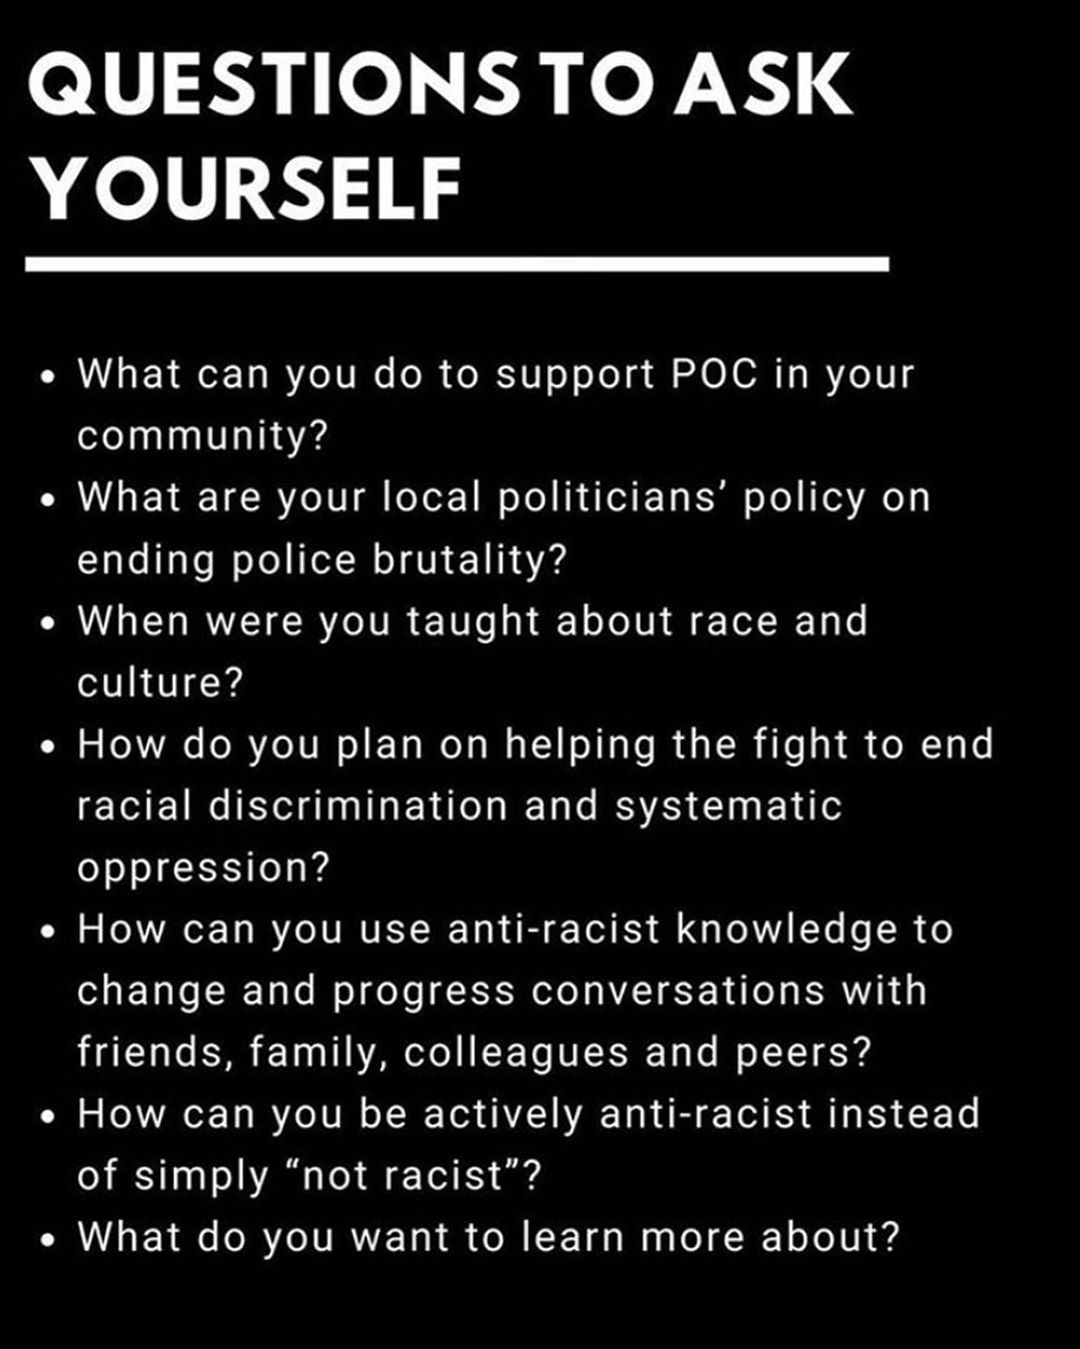 QUESTIONS TO ASK
YOURSELF
• What can you do to support POC in your
community?
• What are your local politicians’ policy on
ending police brutality?
• When were you taught about race and
culture?
• How do you plan on helping the fight to end
racial discrimination and systematic
oppression?
• How can you use anti-racist knowledge to
change and progress conversations with
friends, family, colleagues and peers?
• How can you be actively anti-racist instead
of simply “not racist”?
• What do you want to learn more about?